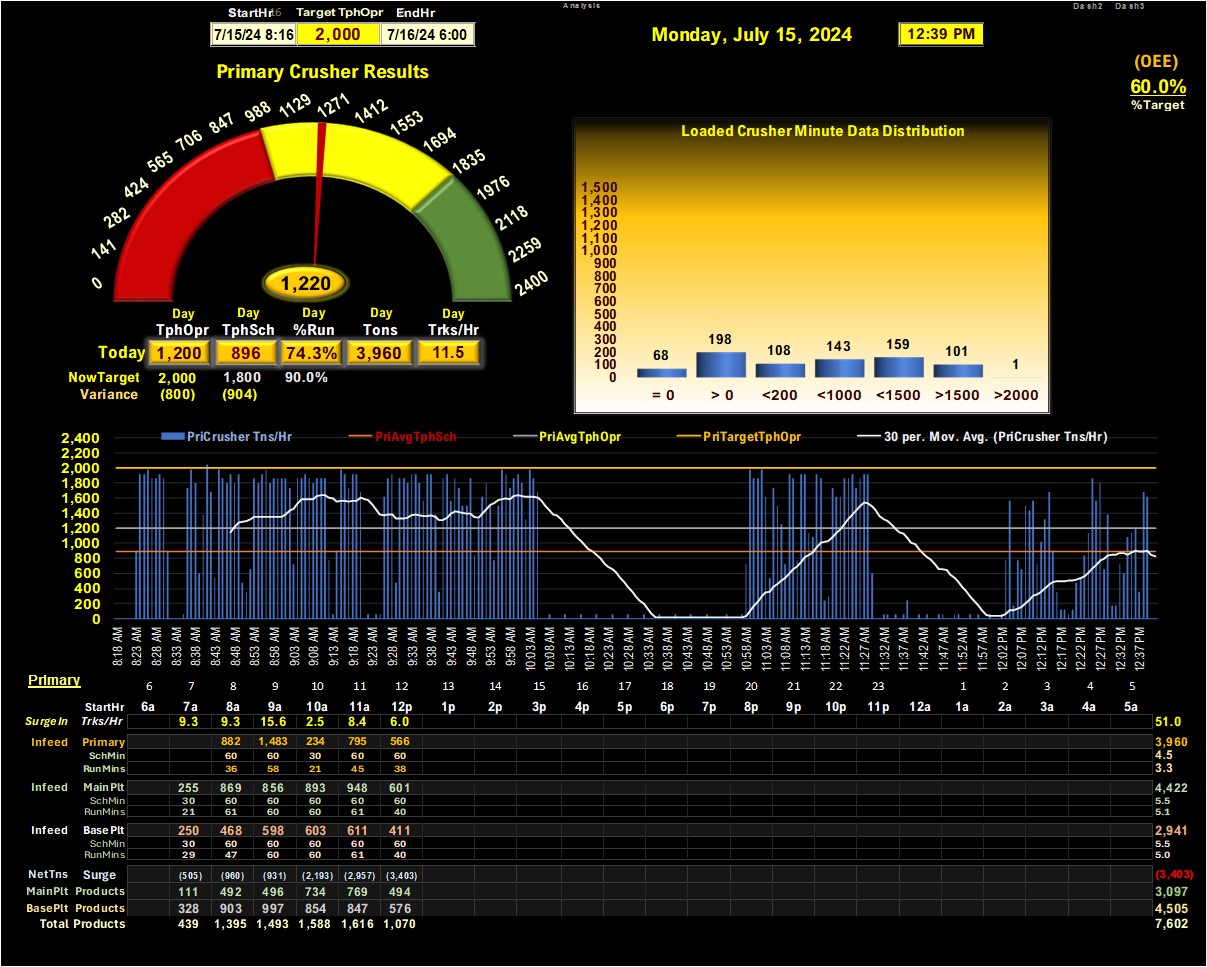 StartHr16 Target TphOpr EndHr
7/15/24 8:16 2,000 7/16/24 6:00
Analysis
Dash2 Dash3
Monday, July 15, 2024
12:39 PM
(OEE)
60.0%
%Target
Primary Crusher Results
0
141
282
424
565
706
847
988
1129
1271
1412
1553
1694
1835
1976
2118
2259
2400
1,220
Day Day Day Day Day
TphOpr TphSch %Run Tons Trks/Hr
Today 1,200 896 74.3% 3,960 11.5
NowTarget 2,000 1,800 90.0%
Variance (800) (904)
Loaded Crusher Minute Data Distribution
1,500
1,400
1,300
1,200
1,100
1,000
900
800
700
600
500
400
300
200
100
0
68 198 108 143 159 101 1
= 0 > 0 <200 <1000 <1500 >1500 >2000
PriCrusher Tns/Hr PriAvgTphSch PriAvgTphOpr PriTargetTphOpr 30 per. Mov. Avg. (PriCrusher Tns/Hr)
2,400
2,200
2,000
1,800
1,600
1,400
1,200
1,000
800
600
400
200
0
8:18 AM
8:23 AM
8:28 AM
8:33 AM
8:38 AM
8:43 AM
8:48 AM
8:53 AM
8:58 AM
9:03 AM
9:08 AM
9:13 AM
9:18 AM
9:23 AM
9:28 AM
9:33 AM
9:38 AM
9:43 AM
9:48 AM
9:53 AM
9:58 AM
10:03 AM
10:08 AM
10:13 AM
10:18 AM
10:23 AM
10:28 AM
10:33 AM
10:38 AM
10:43 AM
10:48 AM
10:53 AM
10:58 AM
11:03 AM
11:07 AM
11:12 AM
11:17 AM
11:22 AM
11:27 AM
11:27 AM
11:37 AM
11:42 AM
11:47 AM
11:52 AM
11:57 AM
12:02 PM
12:07 PM
12:12 PM
12:17 PM
12:22 PM
12:27 PM
12:32 PM
12:37 PM
Primary
6 7 8 9 10 11 12 13 14 15 16 17 18 19 20 21 22 23 1 2 3 4 5
StartHr 6a 7a 8a 9a 10a 11a 12p 1p 2p 3p 4p 5p 6p 7p 8p 9p 10p 11p 12a 1a 2a 3a 4a 5a
SurgeIn Trks/Hr 9.3 9.3 15.6 2.5 8.4 6.0 51.0
Infeed Primary 882 1,483 234 795 566 3,960
SchMin 60 60 30 60 60 4.5
RunMins 36 58 21 45 38 3.3
Infeed MainPlt 255 869 856 893 948 601 4,422
SchMin 30 60 60 60 60 60 5.5
RunMins 21 61 60 60 61 40 5.1
Infeed BasePlt 250 468 598 603 611 411 2,941
SchMin 30 60 60 60 60 60 5.5
RunMins 29 47 60 60 61 40 5.0
NetTns Surge (505) (960) (931) (2,193) (2,957) (3,403) (3,403)
MainPlt Products 111 492 496 734 769 494 3,097
BasePlt Products 328 903 997 854 847 576 4,505
Total Products 439 1,395 1,493 1,588 1,616 1,070 7,602